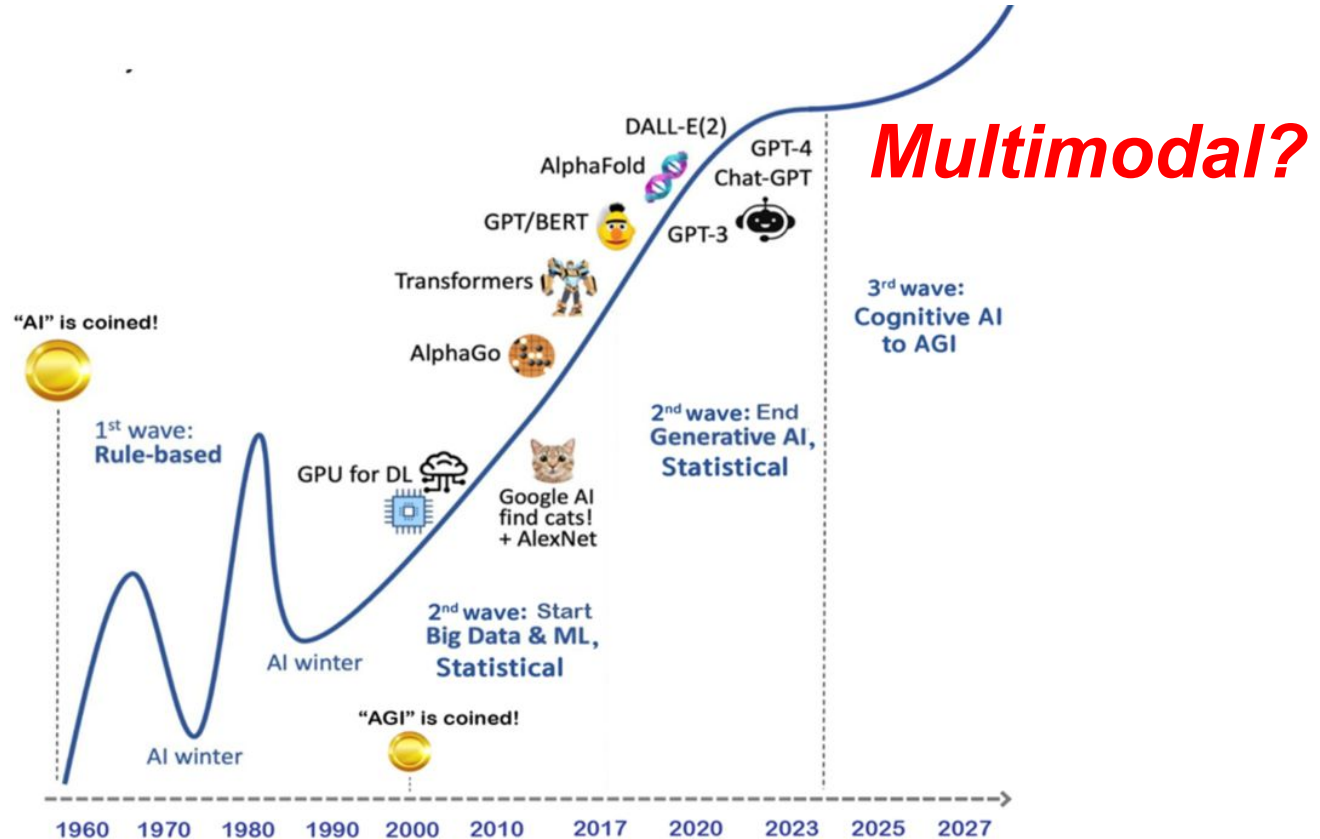 Multimodal?
DALL-E(2)
AlphaFold
GPT-4
Chat-GPT
GPT/BERT
GPT-3
Transformers
AlphaGo
"AI" is coined!
1st wave:
Rule-based
GPU for DL
Google AI
find cats!
+ AlexNet
2nd wave: End
Generative AI,
Statistical
3rd wave:
Cognitive AI
to AGI
2nd wave: Start
Big Data & ML,
Statistical
AI winter
AI winter
"AGI" is coined!
1960 1970 1980 1990 2000 2010 2017 2020 2023 2025 2027